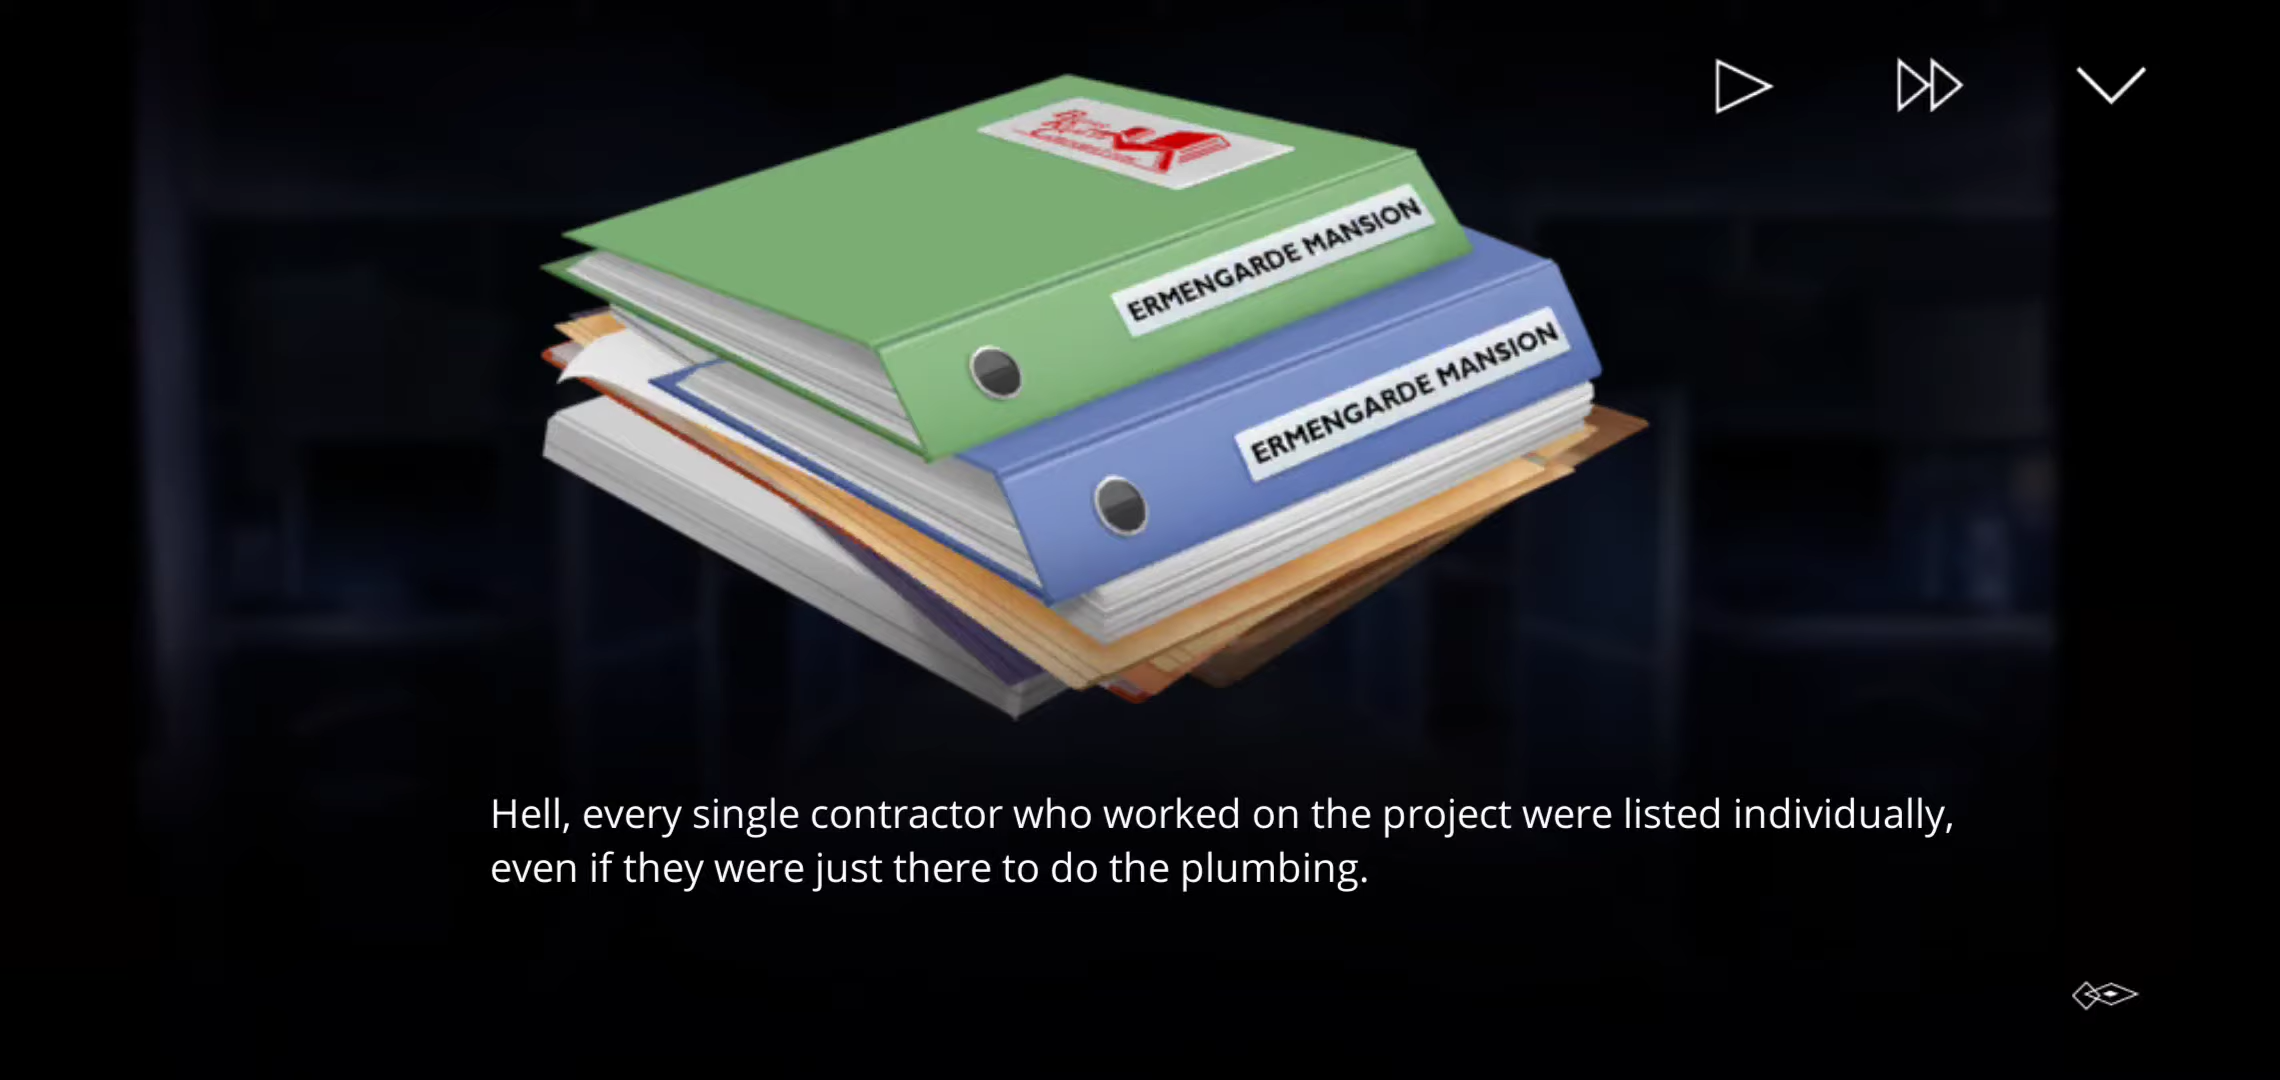 ERMENGARDE MANSION
ERMENGARDE MANSION
Hell, every single contractor who worked on the project were listed individually,
even if they were just there to do the plumbing.